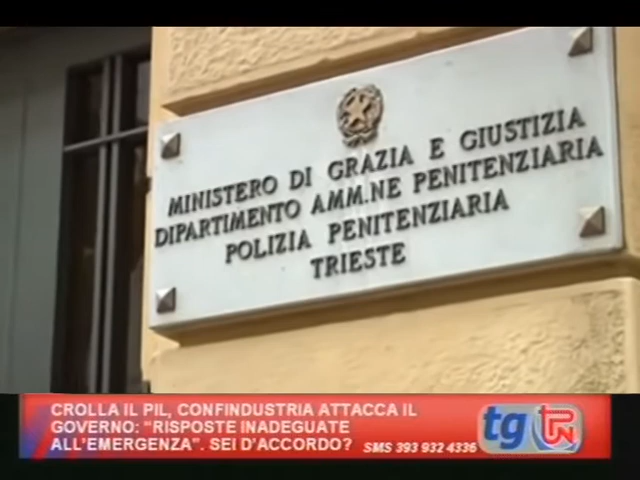 MINISTERO DI GRAZIA E GIUSTIZIA
DIPARTIMENTO AMM.NE PENITENZIARIA
POLIZIA PENITENZIARIA
TRIESTE
CROLLA IL PIL, CONFINDUSTRIA ATTACCA IL
GOVERNO: “RISPOSTE INADEGUATE
ALL'EMERGENZA”. SEI D'ACCORDO? SMS 393 932 4336
tg TPN